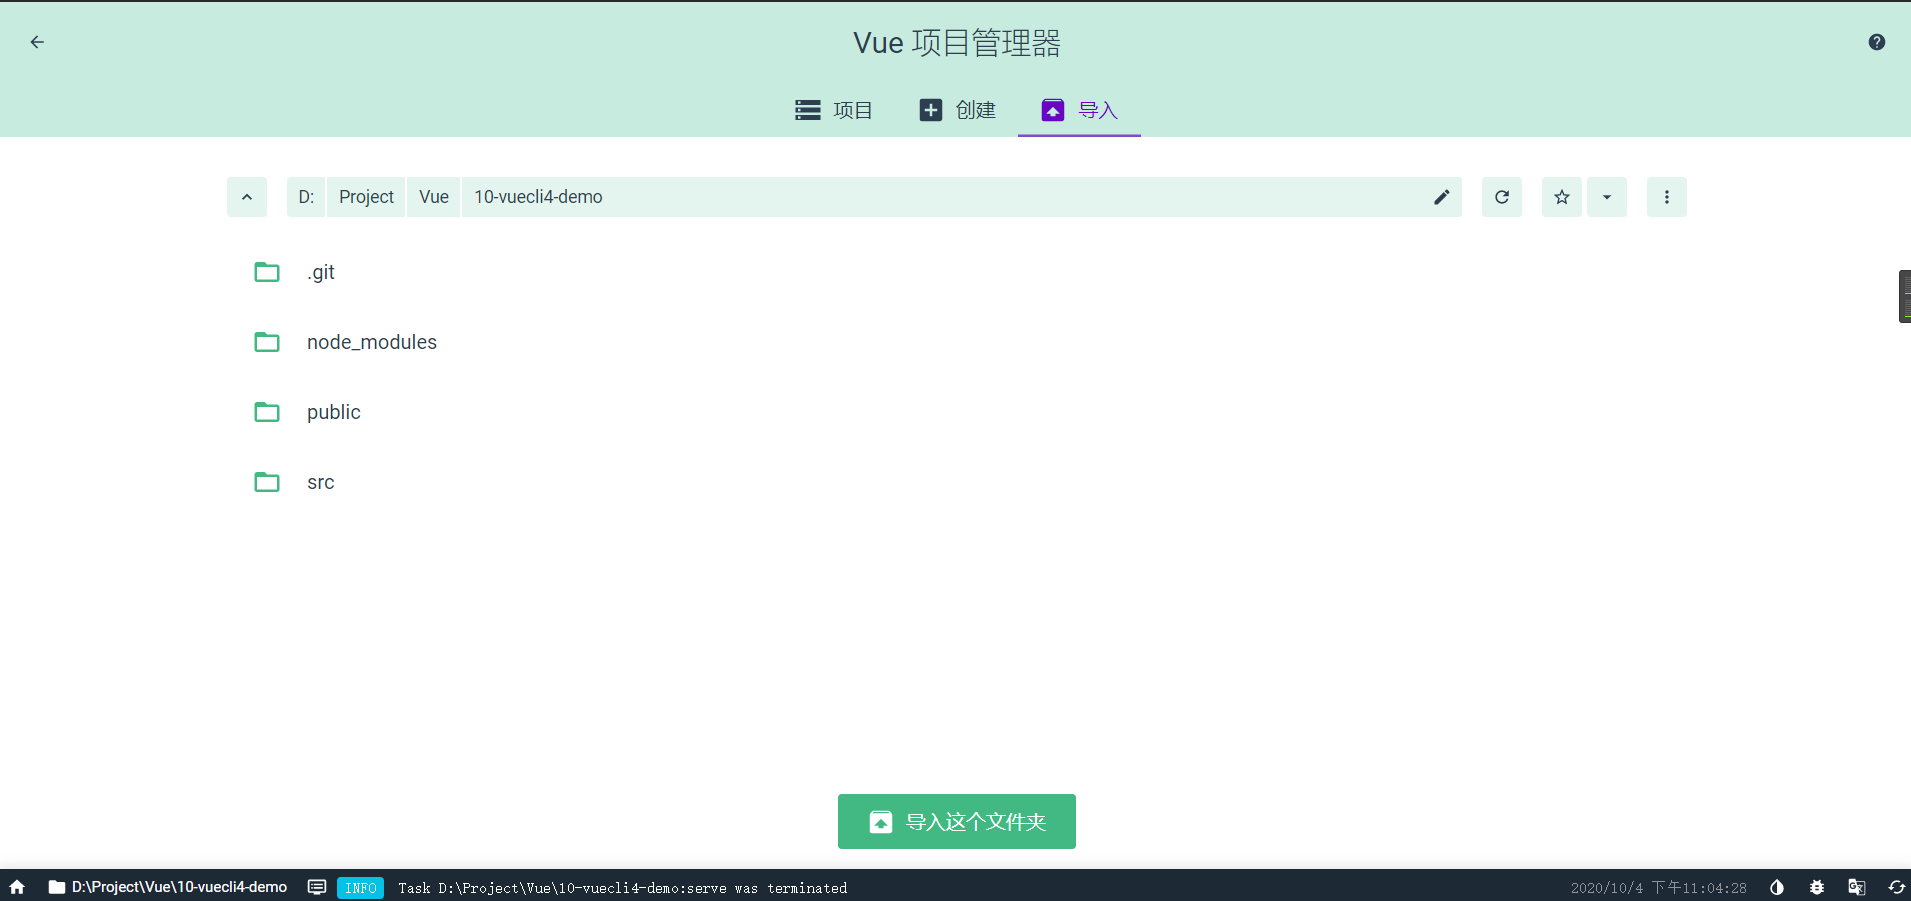 Vue 项目管理器
项目 创建 导入
D: Project Vue 10-vuecli4-demo
.git
node_modules
public
src
导入这个文件夹
D:\Project\Vue\10-vuecli4-demo INFO Task D:\Project\Vue\10-vuecli4-demo:serve was terminated 2020/10/4 下午11:04:28